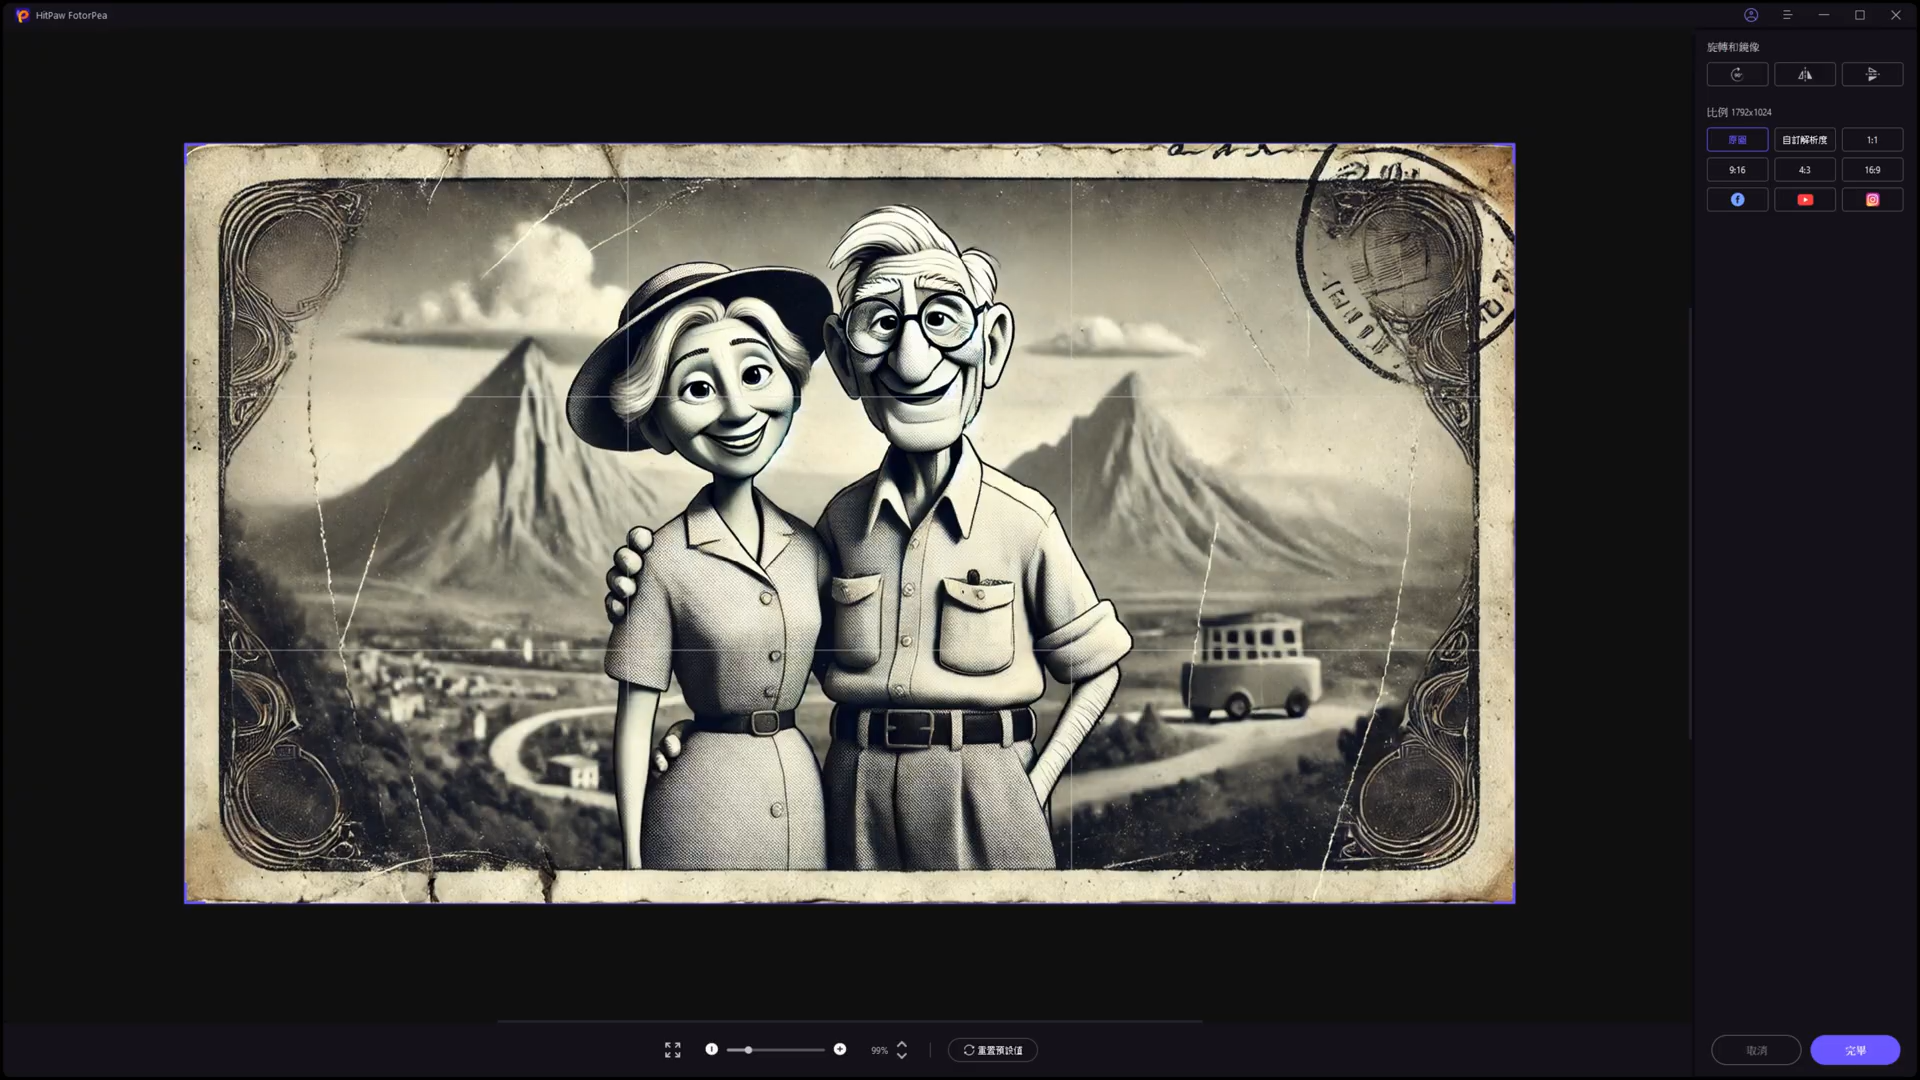 HitPaw FotorPea
旋轉和鏡像
90°
比例 1792x1024
原圖 自訂解析度 1:1
9:16 4:3 16:9
99% 重置預設值
取消 完畢